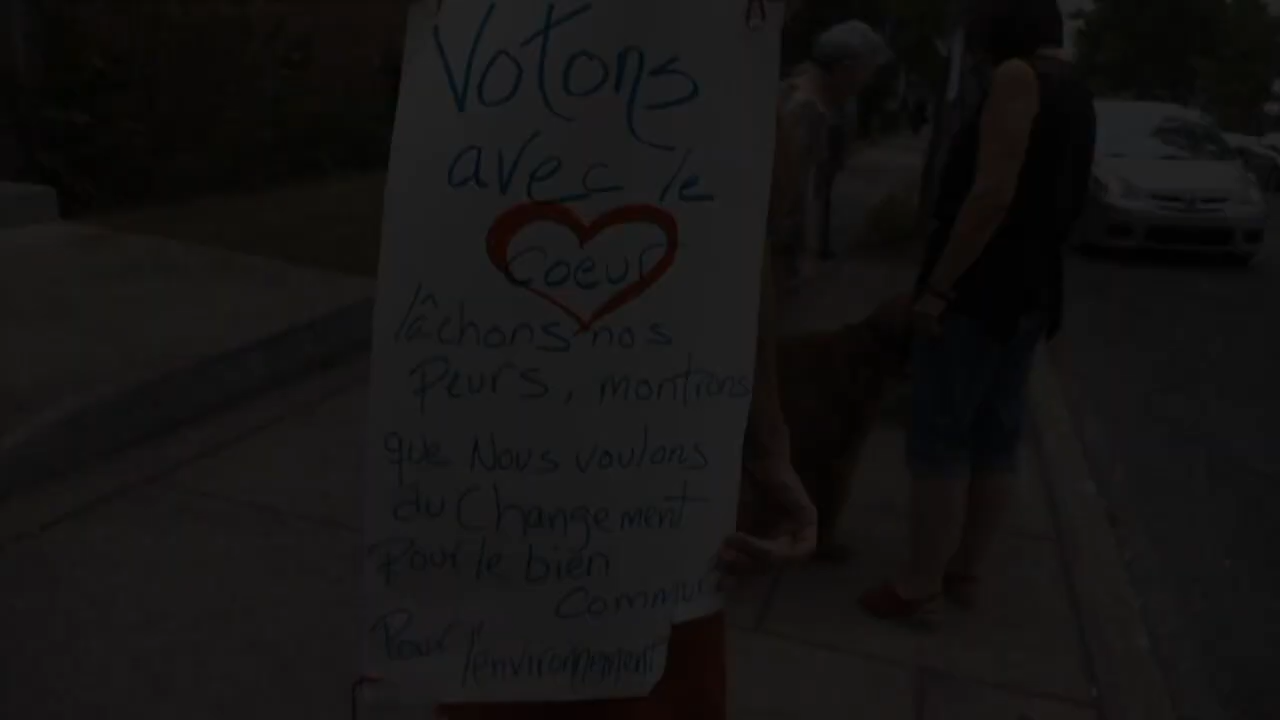 Votons
avec le
coeur
lâchons nos
Peurs, montrons
que Nous voulons
du Changement
Pour le bien
Commun
Pour l'environnement